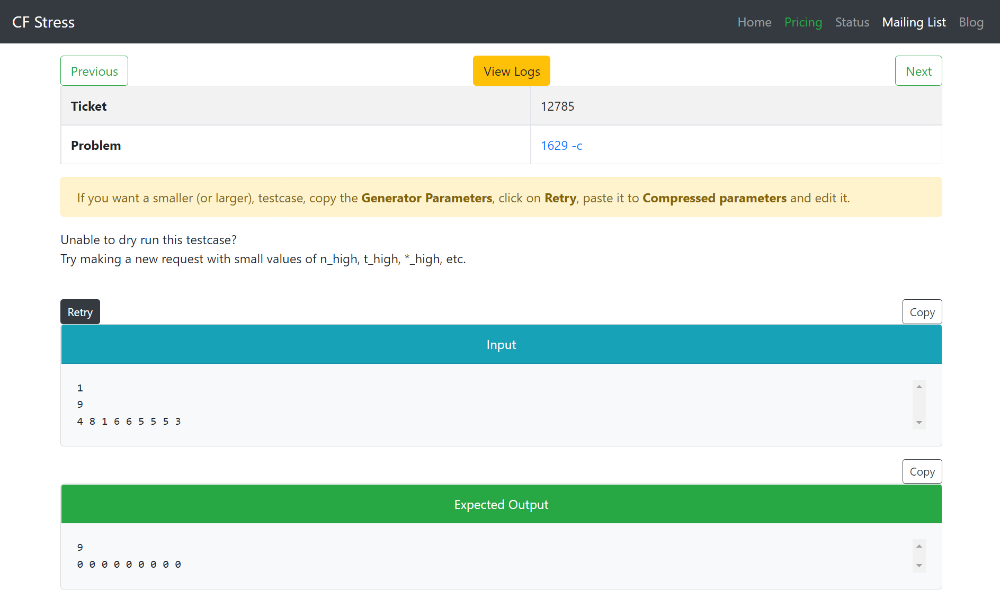 CF Stress
Home Pricing Status Mailing List Blog
Previous
View Logs
Next
Ticket 12785
Problem 1629 -c
If you want a smaller (or larger), testcase, copy the Generator Parameters, click on Retry, paste it to Compressed parameters and edit it.
Unable to dry run this testcase?
Try making a new request with small values of n_high, t_high, *_high, etc.
Retry
Copy
Input
1
9
4 8 1 6 6 5 5 5 3
Copy
Expected Output
9
0 0 0 0 0 0 0 0 0